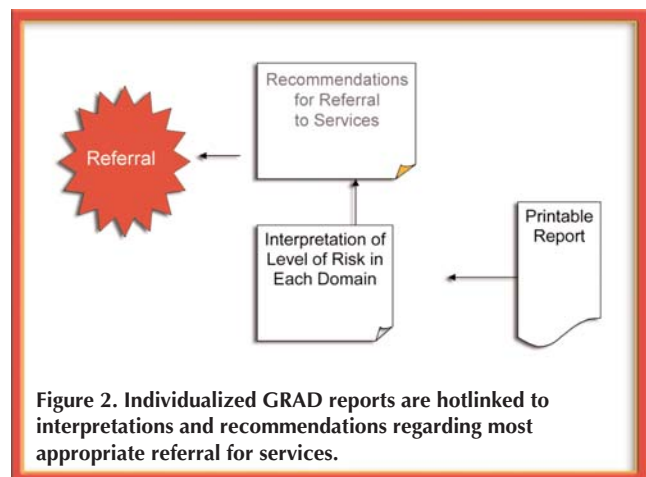 Recommendations
for Referral
to Services
Referral
Interpretation of
Level of Risk in
Each Domain
Printable
Report
Figure 2. Individualized GRAD reports are hotlinked to
interpretations and recommendations regarding most
appropriate referral for services.